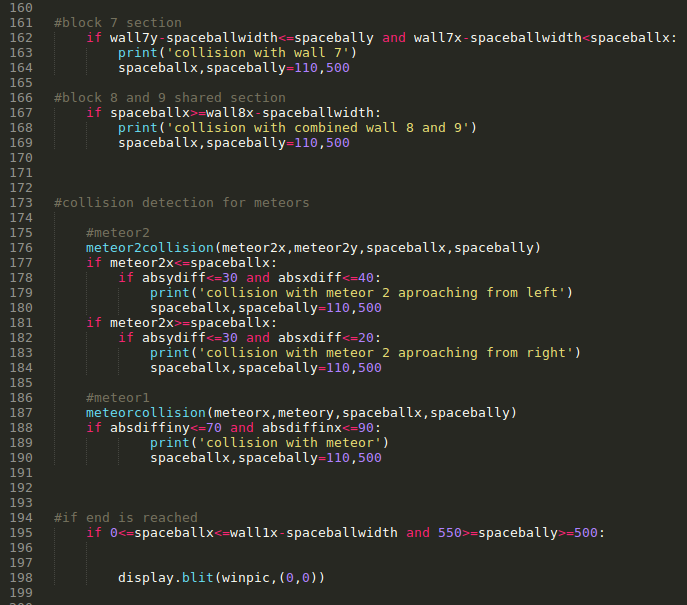 160
161 #block 7 section
162 if wall7y-spaceballwidth<=spacebally and wall7x-spaceballwidth<spaceballx:
163 print('collision with wall 7')
164 spaceballx,spacebally=110,500
165
166 #block 8 and 9 shared section
167 if spaceballx>=wall8x-spaceballwidth:
168 print('collision with combined wall 8 and 9')
169 spaceballx,spacebally=110,500
170
171
172
173 #collision detection for meteors
174
175 #meteor2
176 meteor2collision(meteor2x,meteor2y,spaceballx,spacebally)
177 if meteor2x<=spaceballx:
178 if absydiff<=30 and absxdiff<=40:
179 print('collision with meteor 2 aproaching from left')
180 spaceballx,spacebally=110,500
181 if meteor2x>=spaceballx:
182 if absydiff<=30 and absxdiff<=20:
183 print('collision with meteor 2 aproaching from right')
184 spaceballx,spacebally=110,500
185
186 #meteor1
187 meteorcollision(meteorx,meteory,spaceballx,spacebally)
188 if absdiffiny<=70 and absdiffinx<=90:
189 print('collision with meteor')
190 spaceballx,spacebally=110,500
191
192
193
194 #if end is reached
195 if 0<=spaceballx<=wall1x-spaceballwidth and 550>=spacebally>=500:
196
197
198 display.blit(winpic,(0,0))
199